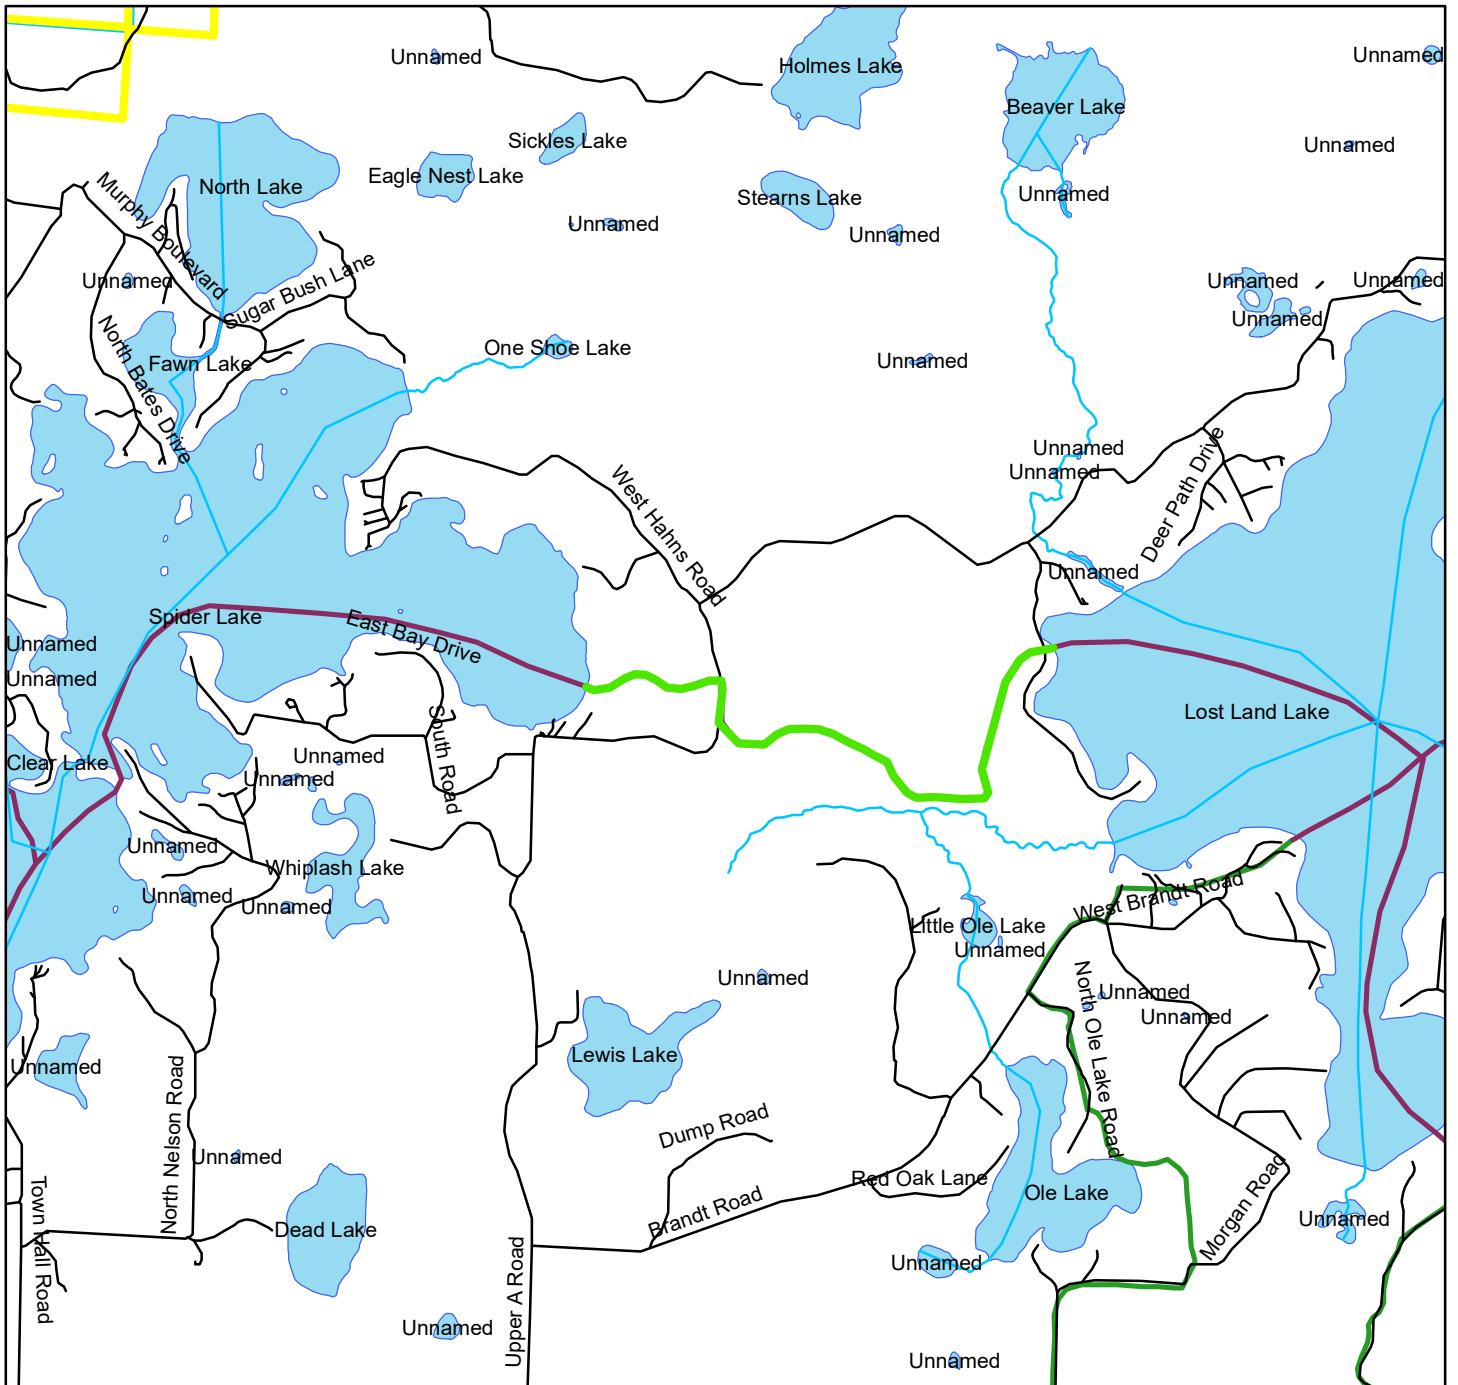 Unnamed
Unnamed
Holmes Lake
Beaver Lake
Sickles Lake
Unnamed
Eagle Nest Lake
North Lake
Stearns Lake
Unnamed
Murphy Boulevard
Unnamed
Unnamed
Unnamed
Unnamed
Unnamed
Sugar Bush Lane
Unnamed
North Bates Drive
One Shoe Lake
Fawn Lake
Unnamed
Unnamed
Unnamed
Deer Path Drive
West Hahns Road
Unnamed
Spider Lake
East Bay Drive
Unnamed
Unnamed
Lost Land Lake
South Road
Unnamed
Clear Lake
Unnamed
Unnamed
Whiplash Lake
Unnamed
Unnamed
West Brandt Road
Little Ole Lake
Unnamed
Unnamed
Unnamed
Unnamed
North Ole Lake Road
Lewis Lake
Unnamed
Dump Road
North Nelson Road
Unnamed
Red Oak Lane
Ole Lake
Brandt Road
Morgan Road
Unnamed
Town Hall Road
Dead Lake
Unnamed
Upper A Road
Unnamed
Unnamed